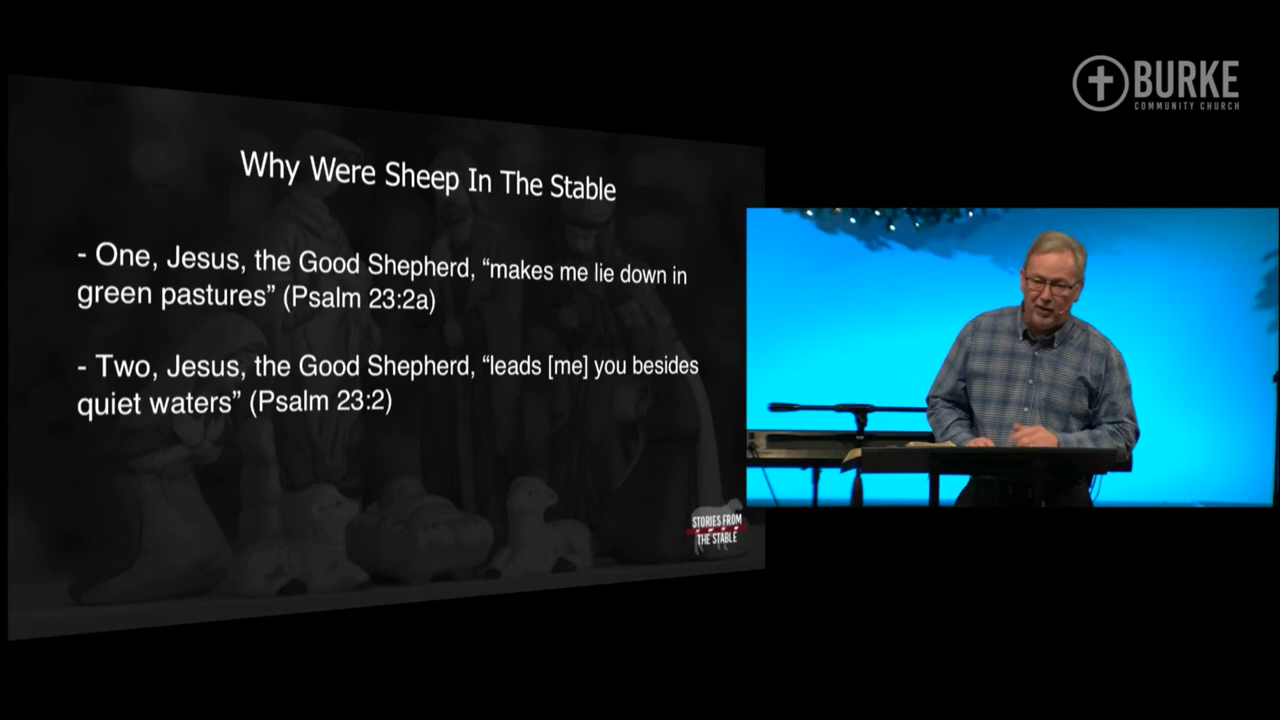 BURKE
COMMUNITY CHURCH
Why Were Sheep In The Stable
- One, Jesus, the Good Shepherd, “makes me lie down in
green pastures” (Psalm 23:2a)
- Two, Jesus, the Good Shepherd, “leads [me] you besides
quiet waters” (Psalm 23:2)
STORIES FROM
THE STABLE